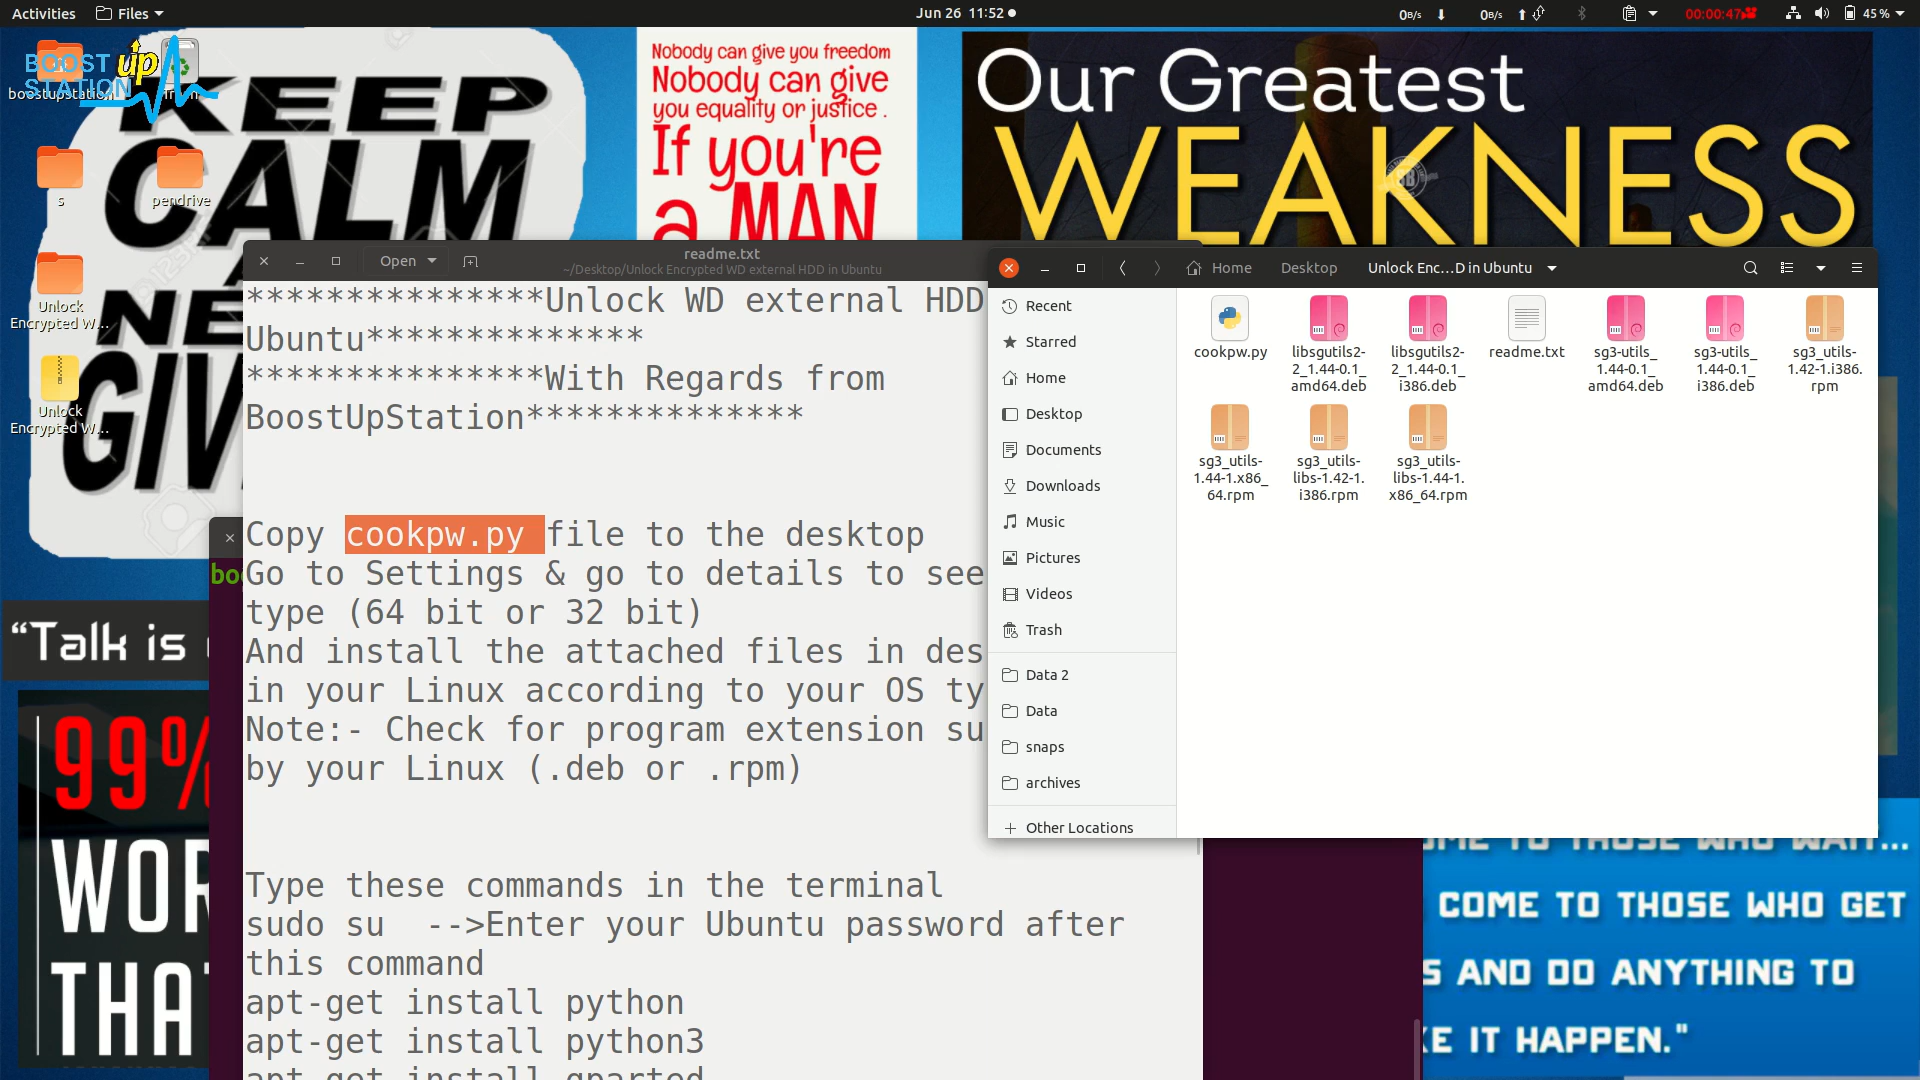 Activities
Files
Jun 26 11:52
0B/s
0B/s
00:00:47
45 %
BOOST up
STATION
s
pendrive
Unlock
Encrypted W...
Unlock
Encrypted W...
KEEP
CALM
GIV
Nobody can give you freedom
Nobody can give
you equality or justice .
If you're
a MAN
Our Greatest
WEAKNESS
"Talk is
99%
WOR
THAT
readme.txt
~/Desktop/Unlock Encrypted WD external HDD in Ubuntu
Open
***************Unlock WD external HDD
Ubuntu**************
***************With Regards from
BoostUpStation**************
Copy cookpw.py file to the desktop
Go to Settings & go to details to see
type (64 bit or 32 bit)
And install the attached files in des
in your Linux according to your OS ty
Note:- Check for program extension su
by your Linux (.deb or .rpm)
Type these commands in the terminal
sudo su  -->Enter your Ubuntu password after
this command
apt-get install python
apt-get install python3
apt-get install gparted
Home
Desktop
Unlock Enc...D in Ubuntu
Recent
Starred
Home
Desktop
Documents
Downloads
Music
Pictures
Videos
Trash
Data 2
Data
snaps
archives
Other Locations
cookpw.py
libsgutils2-
2_1.44-0.1_
amd64.deb
libsgutils2-
2_1.44-0.1_
i386.deb
readme.txt
sg3-utils_
1.44-0.1_
amd64.deb
sg3-utils_
1.44-0.1_
i386.deb
sg3_utils-
1.42-1.i386.
rpm
sg3_utils-
1.44-1.x86_
64.rpm
sg3_utils-
libs-1.42-1.
i386.rpm
sg3_utils-
libs-1.44-1.
x86_64.rpm
COME TO THOSE WHO WAIT...
COME TO THOSE WHO GET
S AND DO ANYTHING TO
KE IT HAPPEN."